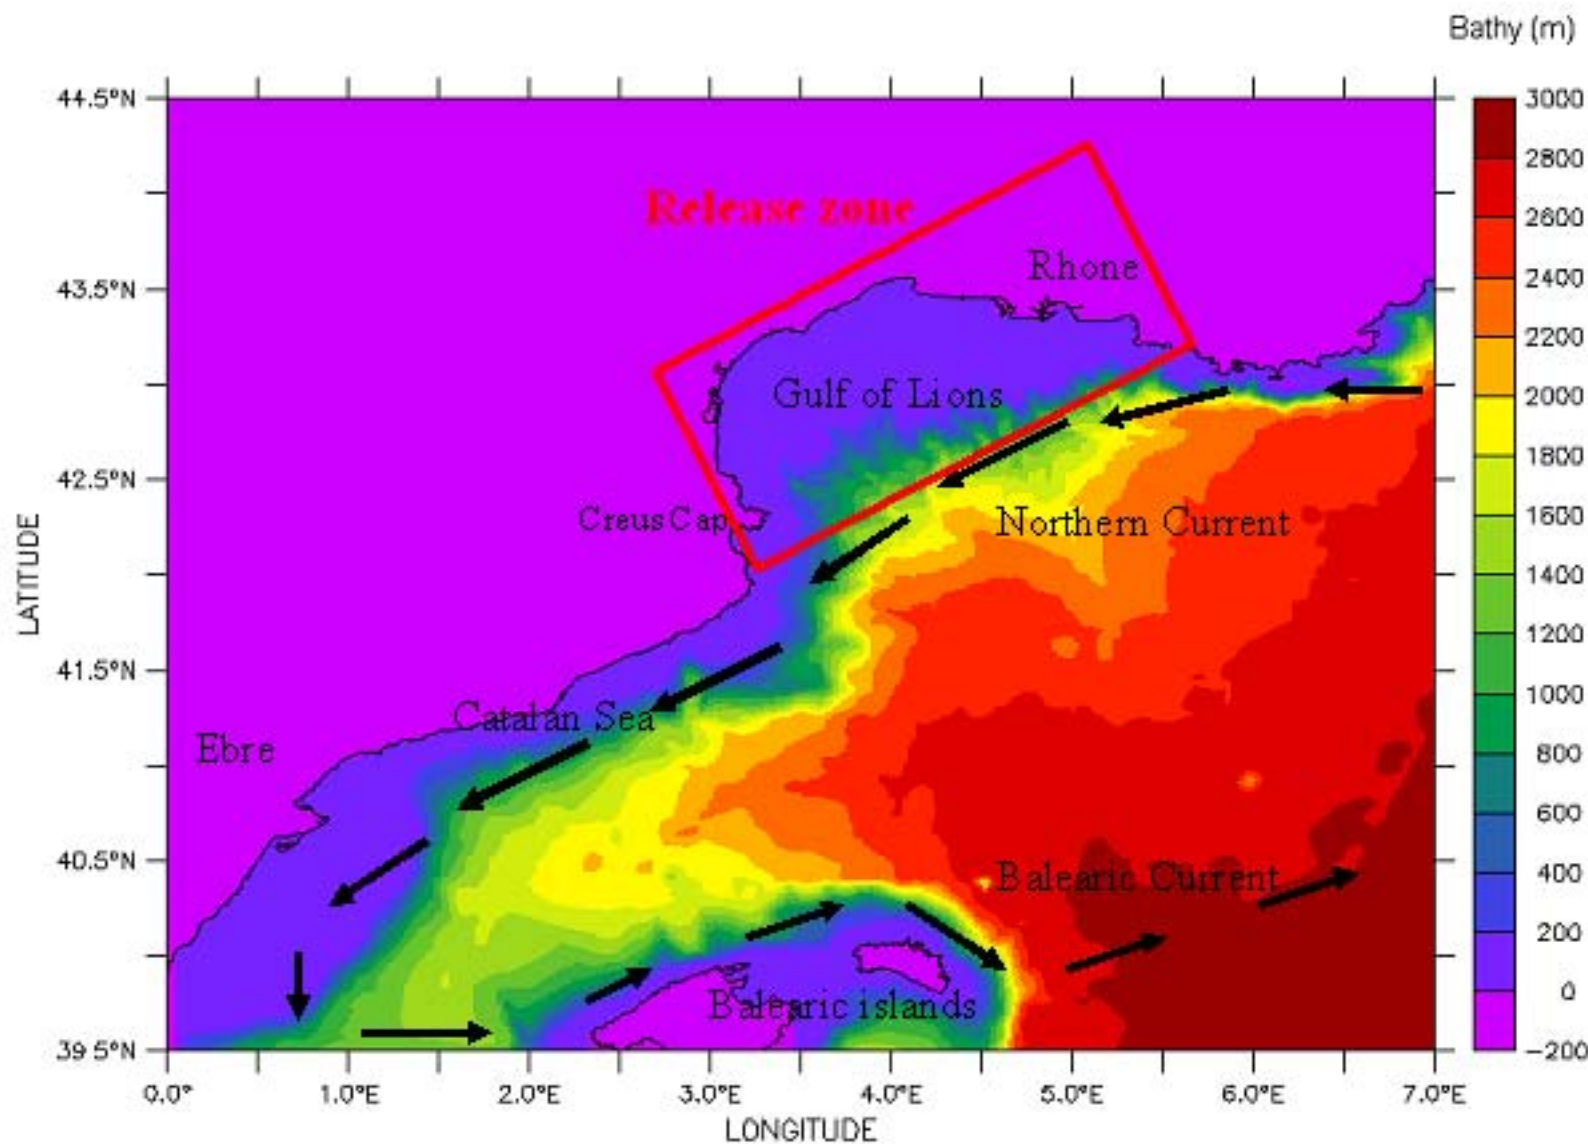 Bathy (m)
44.5°N
43.5°N
42.5°N
41.5°N
40.5°N
39.5°N
LATITUDE
0.0°
1.0°E
2.0°E
3.0°E
4.0°E
5.0°E
6.0°E
7.0°E
LONGITUDE
Release zone
Rhone
Gulf of Lions
Creus Cap
Northern Current
Catalan Sea
Ebre
Balearic Current
Balearic islands
3000
2800
2600
2400
2200
2000
1800
1600
1400
1200
1000
800
600
400
200
0
-200